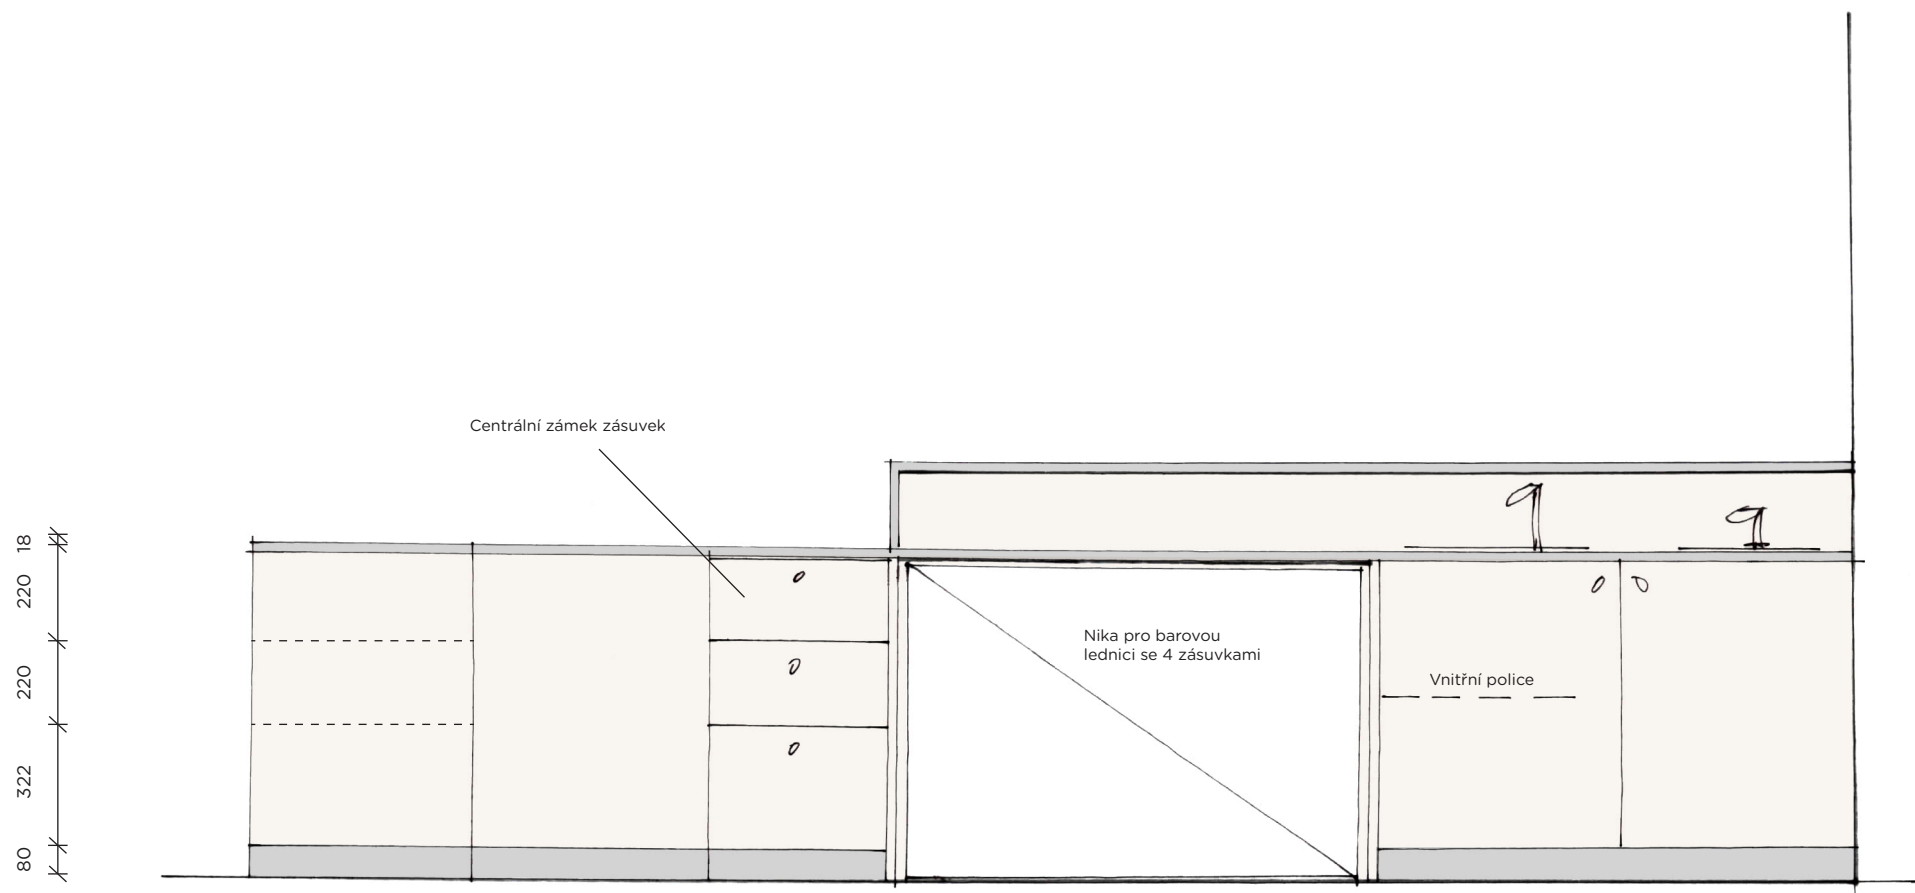 Centrální zámek zásuvek
18
220
220
322
80
Nika pro barovou
lednici se 4 zásuvkami
Vnitřní police